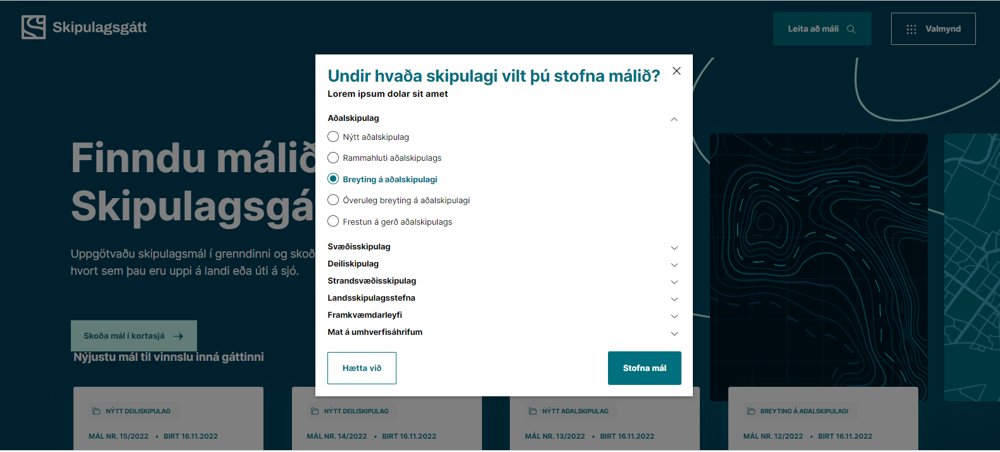 Skipulagsgátt
Leita að máli
Valmynd
Undir hvaða skipulagi vilt þú stofna málið?
Lorem ipsum dolar sit amet
Aðalskipulag
Nýtt aðalskipulag
Rammahluti aðalskipulags
Breyting á aðalskipulagi
Óveruleg breyting á aðalskipulagi
Frestun á gerð aðalskipulags
Svæðisskipulag
Deiliskipulag
Strandsvæðisskipulag
Landsskipulagsstefna
Framkvæmdarleyfi
Mat á umhverfisáhrifum
Hætta við
Stofna mál
Finndu málið
Skipulagsgá
Uppgötvaðu skipulagsmál í grenndinni og skoð
hvort sem þau eru uppi á landi eða úti á sjó.
Skoða mál í kortasjá
Nýjustu mál til vinnslu inná gáttinni
NÝTT DEILISKIPULAG
MÁL NR. 15/2022 • BIRT 16.11.2022
NÝTT DEILISKIPULAG
MÁL NR. 14/2022 • BIRT 16.11.2022
NÝTT AÐALSKIPULAG
MÁL NR. 13/2022 • BIRT 16.11.2022
BREYTING Á AÐALSKIPULAGI
MÁL NR. 12/2022 • BIRT 16.11.2022